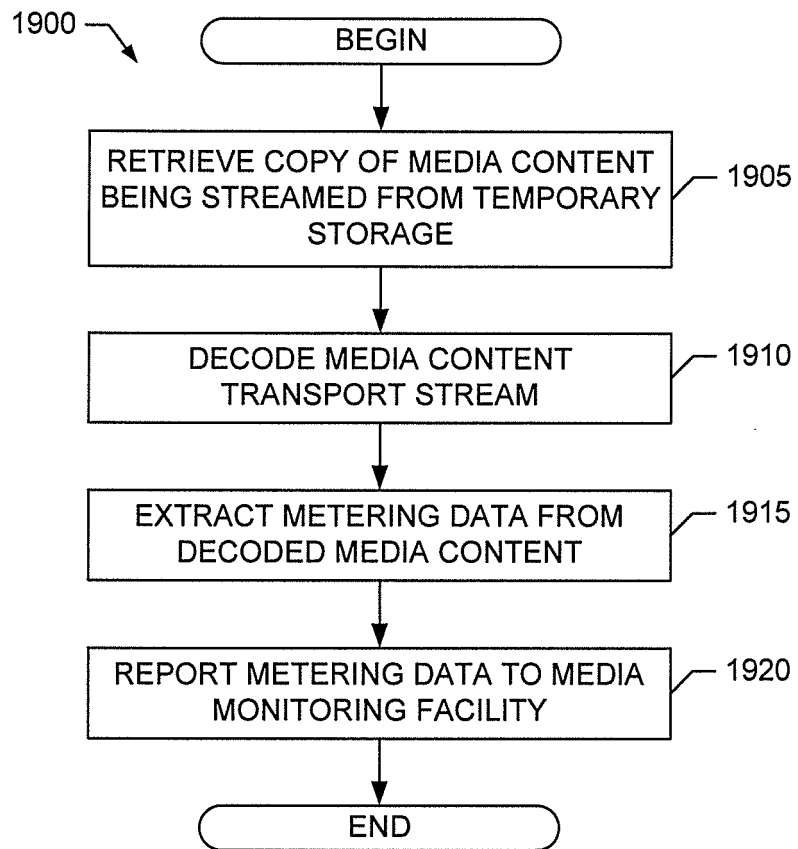 1900
BEGIN
RETRIEVE COPY OF MEDIA CONTENT
BEING STREAMED FROM TEMPORARY
STORAGE
1905
DECODE MEDIA CONTENT
TRANSPORT STREAM
1910
EXTRACT METERING DATA FROM
DECODED MEDIA CONTENT
1915
REPORT METERING DATA TO MEDIA
MONITORING FACILITY
1920
END